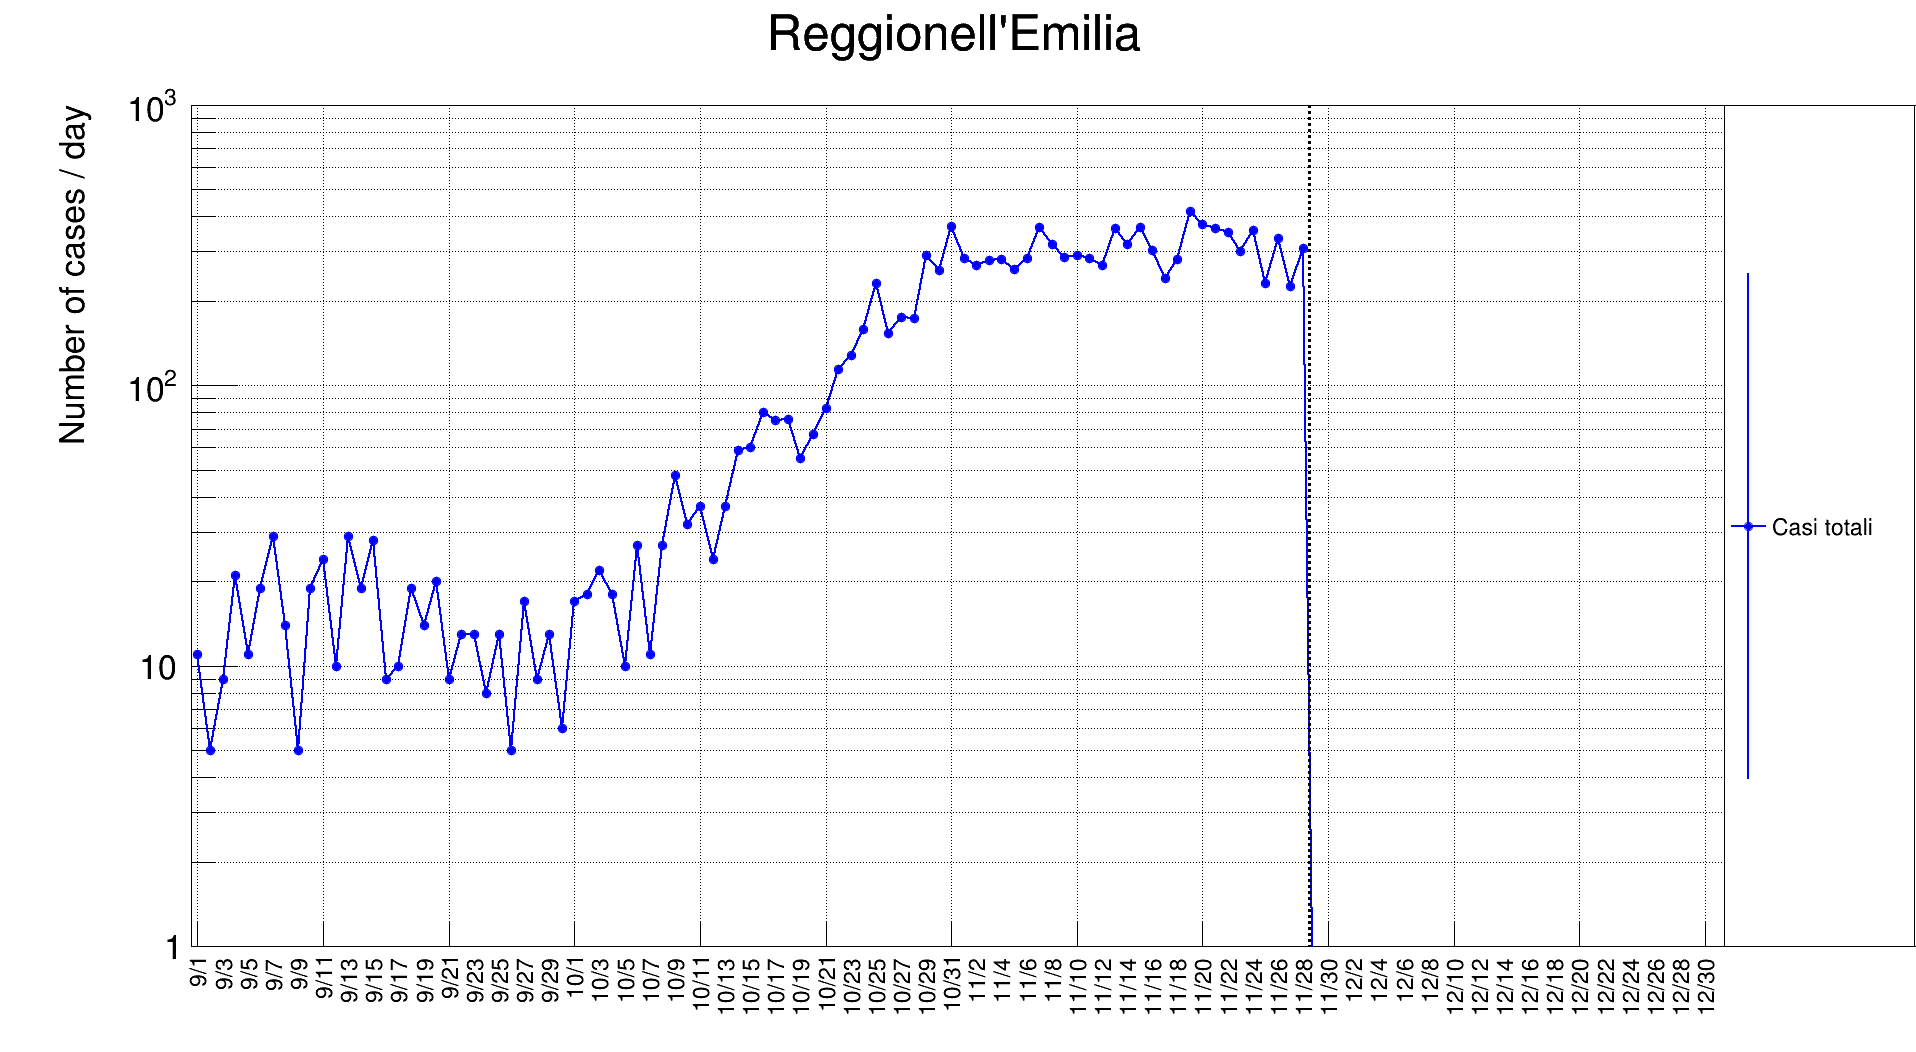 Reggionell'Emilia
Number of cases / day
10³
10²
10
1
9/1 9/3 9/5 9/7 9/9 9/11 9/13 9/15 9/17 9/19 9/21 9/23 9/25 9/27 9/29 10/1 10/3 10/5 10/7 10/9 10/11 10/13 10/15 10/17 10/19 10/21 10/23 10/25 10/27 10/29 10/31 11/2 11/4 11/6 11/8 11/10 11/12 11/14 11/16 11/18 11/20 11/22 11/24 11/26 11/28 11/30 12/2 12/4 12/6 12/8 12/10 12/12 12/14 12/16 12/18 12/20 12/22 12/24 12/26 12/28 12/30
Casi totali